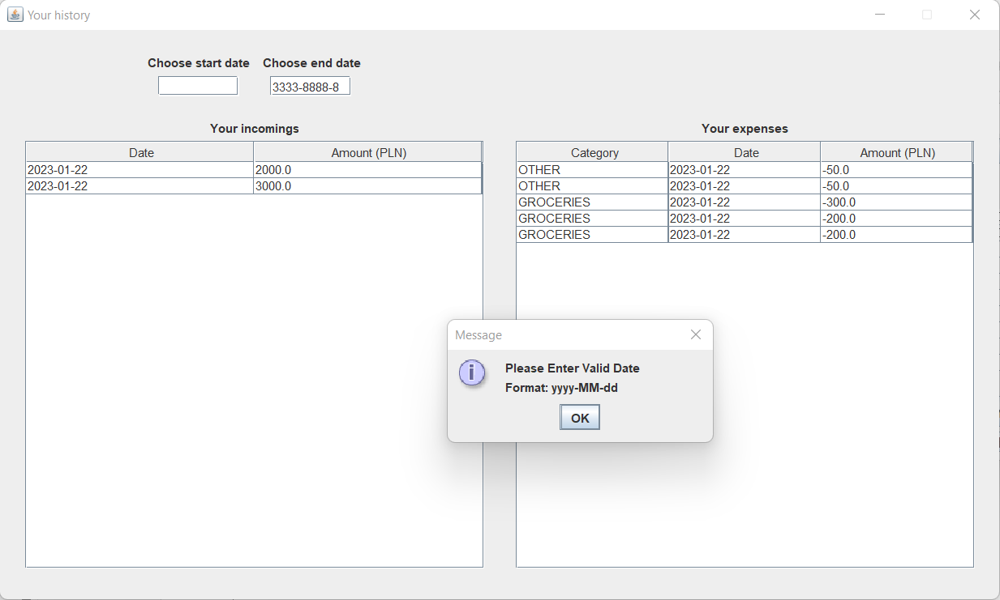 Your history
Choose start date Choose end date
3333-8888-8
Your incomings
Date Amount (PLN)
2023-01-22 2000.0
2023-01-22 3000.0
Your expenses
Category Date Amount (PLN)
OTHER 2023-01-22 -50.0
OTHER 2023-01-22 -50.0
GROCERIES 2023-01-22 -300.0
GROCERIES 2023-01-22 -200.0
GROCERIES 2023-01-22 -200.0
Message
i
Please Enter Valid Date
Format: yyyy-MM-dd
OK